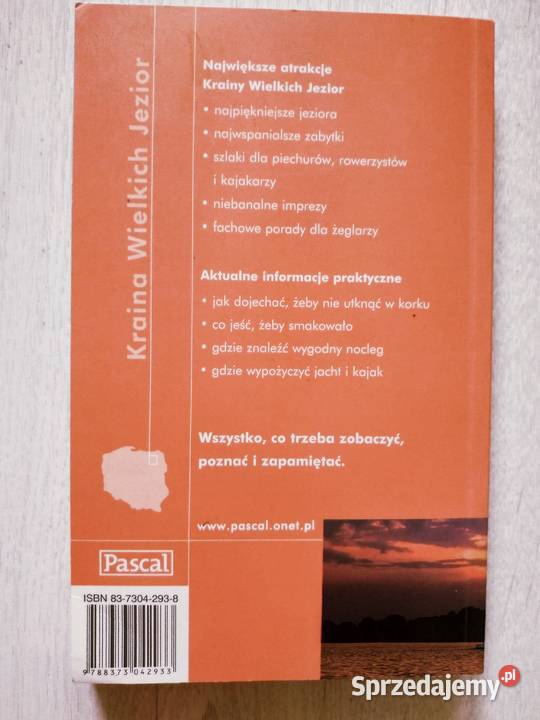 Kraina Wielkich Jezior
Największe atrakcje
Krainy Wielkich Jezior
• najpiękniejsze jeziora
• najwspanialsze zabytki
• szlaki dla piechurów, rowerzystów
i kajakarzy
• niebanalne imprezy
• fachowe porady dla żeglarzy
Aktualne informacje praktyczne
• jak dojechać, żeby nie utknąć w korku
• co jeść, żeby smakowało
• gdzie znaleźć wygodny nocleg
• gdzie wypożyczyć jacht i kajak
Wszystko, co trzeba zobaczyć,
poznać i zapamiętać.
www.pascal.onet.pl
Pascal
ISBN 83-7304-293-8
9 788373 042933
Sprzedajemy.pl